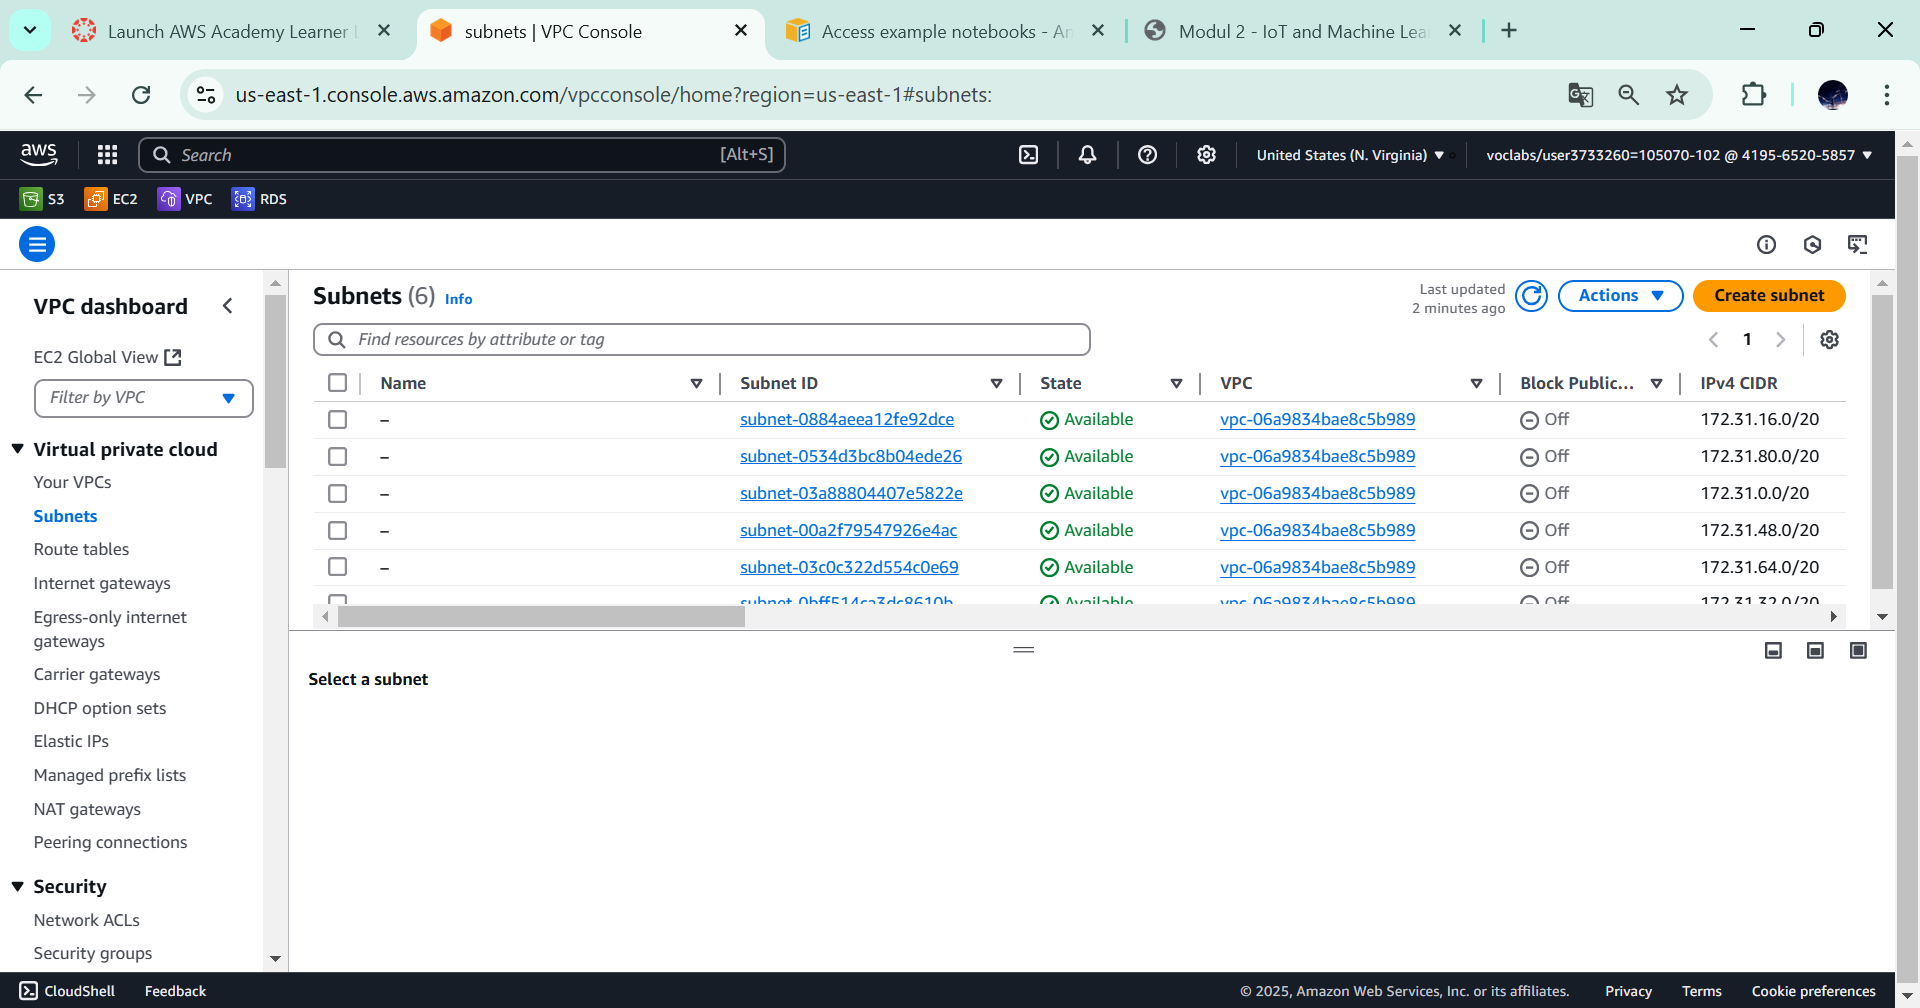 Launch AWS Academy Learner L
subnets | VPC Console
Access example notebooks - Am
Modul 2 - IoT and Machine Lea
us-east-1.console.aws.amazon.com/vpcconsole/home?region=us-east-1#subnets:
aws
Search
[Alt+S]
United States (N. Virginia)
voclabs/user3733260=105070-102 @ 4195-6520-5857
S3
EC2
VPC
RDS
VPC dashboard
EC2 Global View
Filter by VPC
Virtual private cloud
Your VPCs
Subnets
Route tables
Internet gateways
Egress-only internet
gateways
Carrier gateways
DHCP option sets
Elastic IPs
Managed prefix lists
NAT gateways
Peering connections
Security
Network ACLs
Security groups
Subnets (6) Info
Last updated
2 minutes ago
Actions
Create subnet
Find resources by attribute or tag
1
Name Subnet ID State VPC Block Public... IPv4 CIDR
– subnet-0884aeea12fe92dce Available vpc-06a9834bae8c5b989 Off 172.31.16.0/20
– subnet-0534d3bc8b04ede26 Available vpc-06a9834bae8c5b989 Off 172.31.80.0/20
– subnet-03a88804407e5822e Available vpc-06a9834bae8c5b989 Off 172.31.0.0/20
– subnet-00a2f79547926e4ac Available vpc-06a9834bae8c5b989 Off 172.31.48.0/20
– subnet-03c0c322d554c0e69 Available vpc-06a9834bae8c5b989 Off 172.31.64.0/20
subnet-0bff514ca3dc8610b Available vpc-06a9834bae8c5b989 Off 172.31.32.0/20
Select a subnet
CloudShell
Feedback
© 2025, Amazon Web Services, Inc. or its affiliates.
Privacy
Terms
Cookie preferences